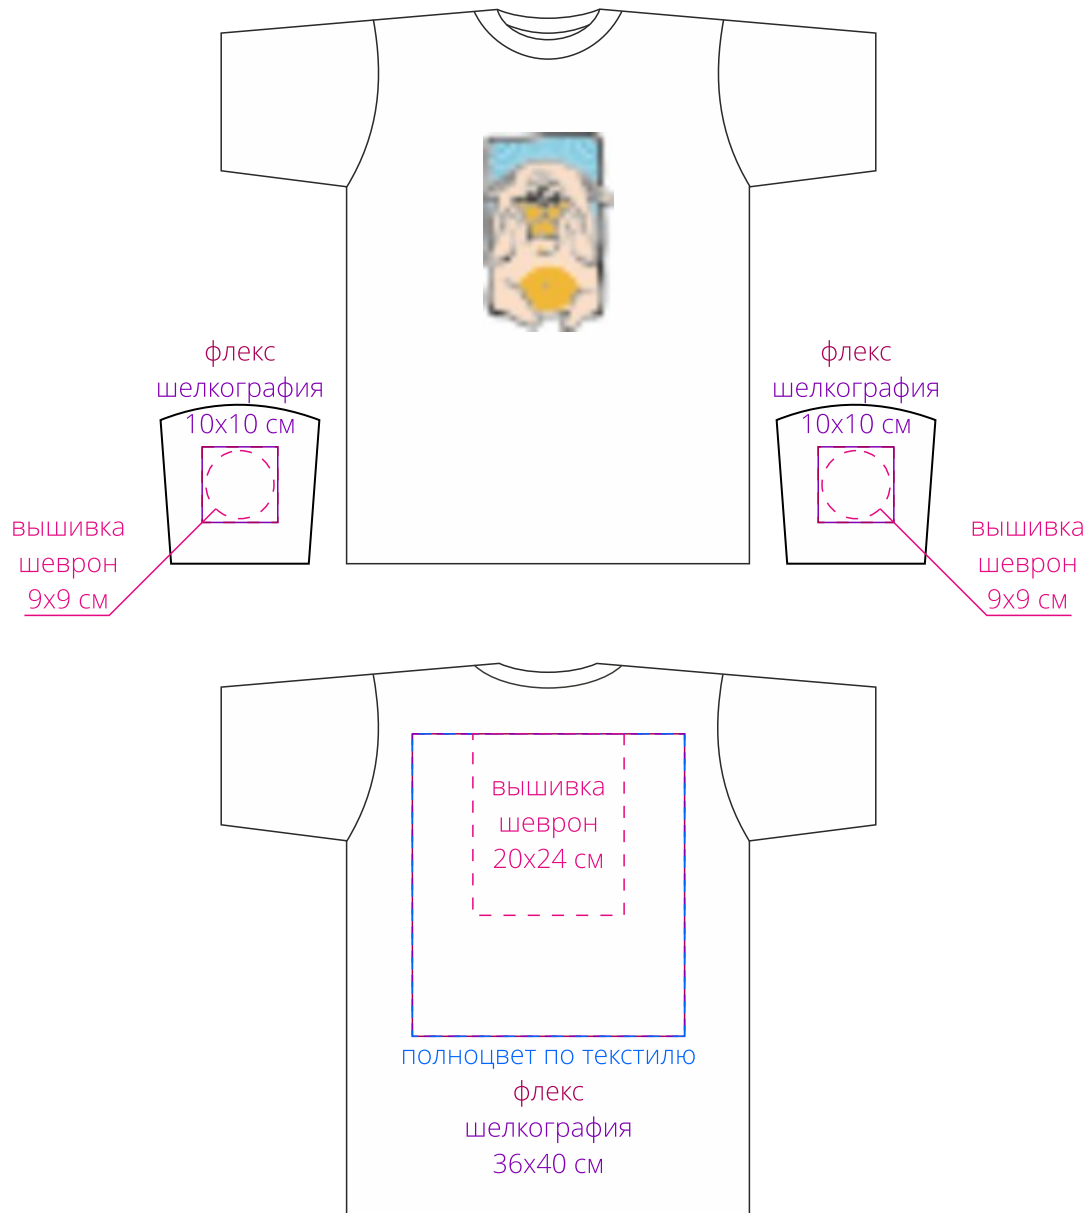 флекс
шелкография
10х10 см
вышивка
шеврон
9х9 см
флекс
шелкография
10х10 см
вышивка
шеврон
9х9 см
вышивка
шеврон
20х24 см
полноцвет по текстилю
флекс
шелкография
36х40 см